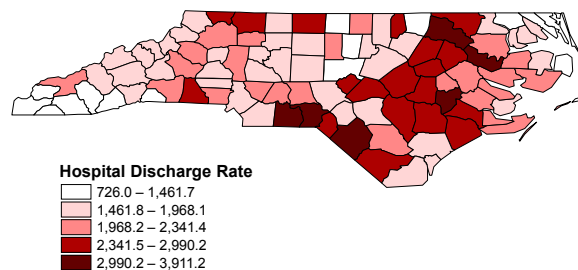 Hospital Discharge Rate
726.0 – 1,461.7
1,461.8 – 1,968.1
1,968.2 – 2,341.4
2,341.5 – 2,990.2
2,990.2 – 3,911.2